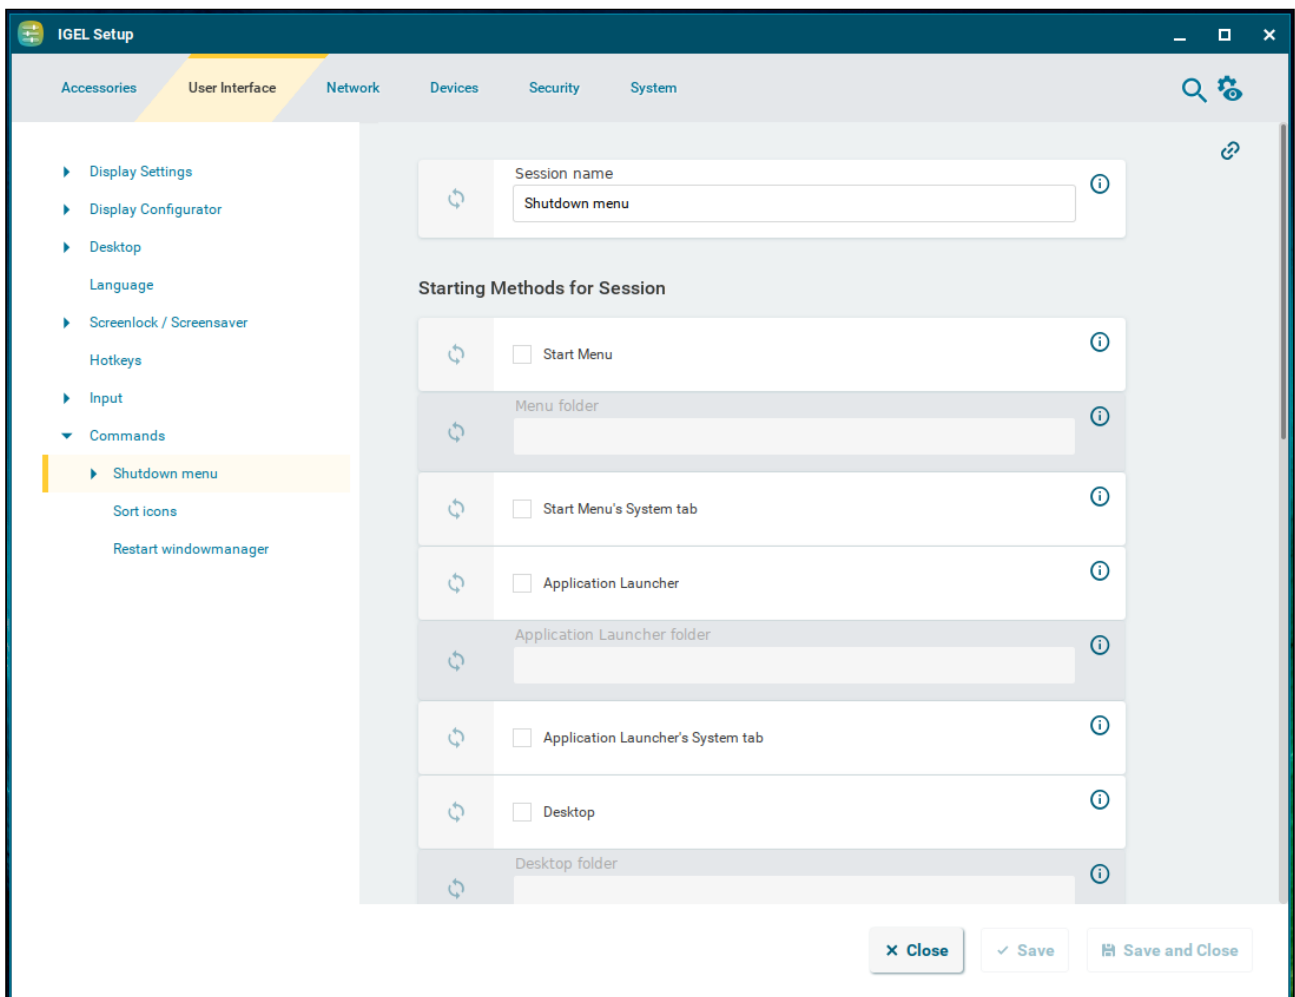 IGEL Setup
Accessories
User Interface
Network
Devices
Security
System
Display Settings
Display Configurator
Desktop
Language
Screenlock / Screensaver
Hotkeys
Input
Commands
Shutdown menu
Sort icons
Restart windowmanager
Session name
Shutdown menu
Starting Methods for Session
Start Menu
Menu folder
Start Menu's System tab
Application Launcher
Application Launcher folder
Application Launcher's System tab
Desktop
Desktop folder
Close
Save
Save and Close